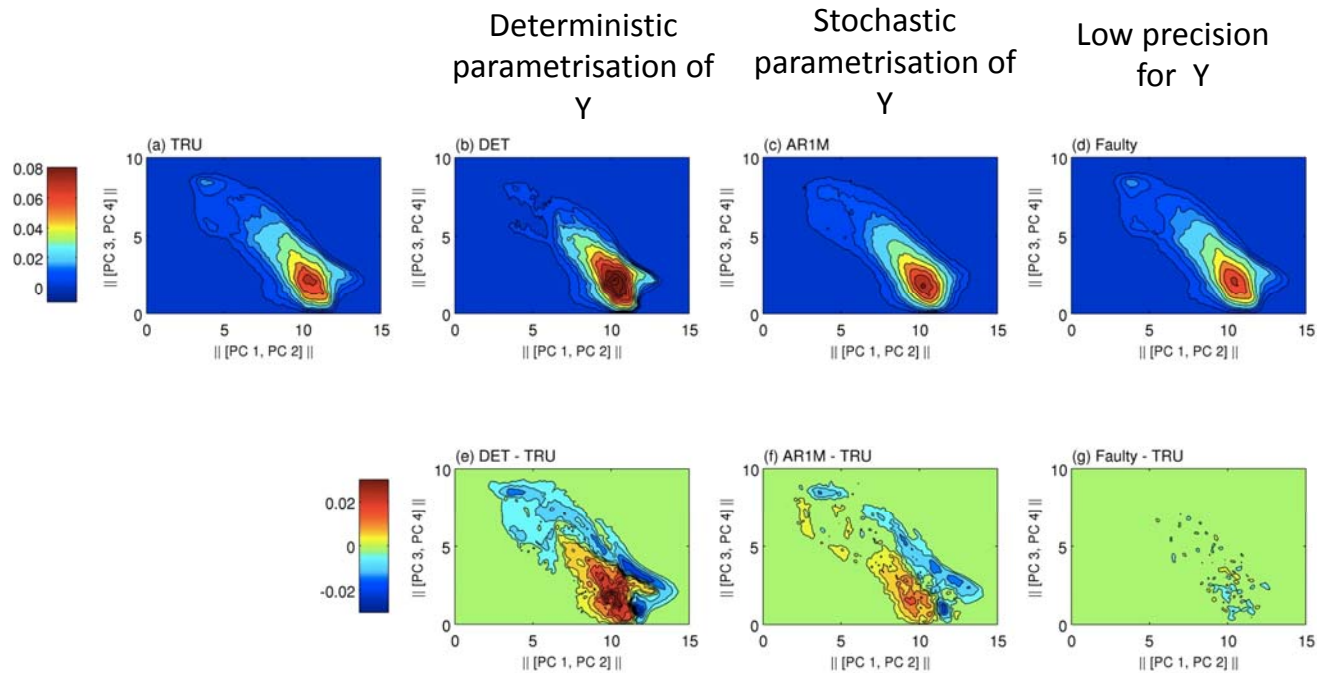 Deterministic
parametrisation of
Y
Stochastic
parametrisation of
Y
Low precision
for Y
0.08
0.06
0.04
0.02
0
(a) TRU
10
5
0
|| [PC 3, PC 4] ||
0 5 10 15
|| [PC 1, PC 2] ||
(b) DET
10
5
0
|| [PC 3, PC 4] ||
0 5 10 15
|| [PC 1, PC 2] ||
(c) AR1M
10
5
0
|| [PC 3, PC 4] ||
0 5 10 15
|| [PC 1, PC 2] ||
(d) Faulty
10
5
0
|| [PC 3, PC 4] ||
0 5 10 15
|| [PC 1, PC 2] ||
0.02
0
-0.02
(e) DET - TRU
10
5
0
|| [PC 3, PC 4] ||
0 5 10 15
|| [PC 1, PC 2] ||
(f) AR1M - TRU
10
5
0
|| [PC 3, PC 4] ||
0 5 10 15
|| [PC 1, PC 2] ||
(g) Faulty - TRU
10
5
0
|| [PC 3, PC 4] ||
0 5 10 15
|| [PC 1, PC 2] ||